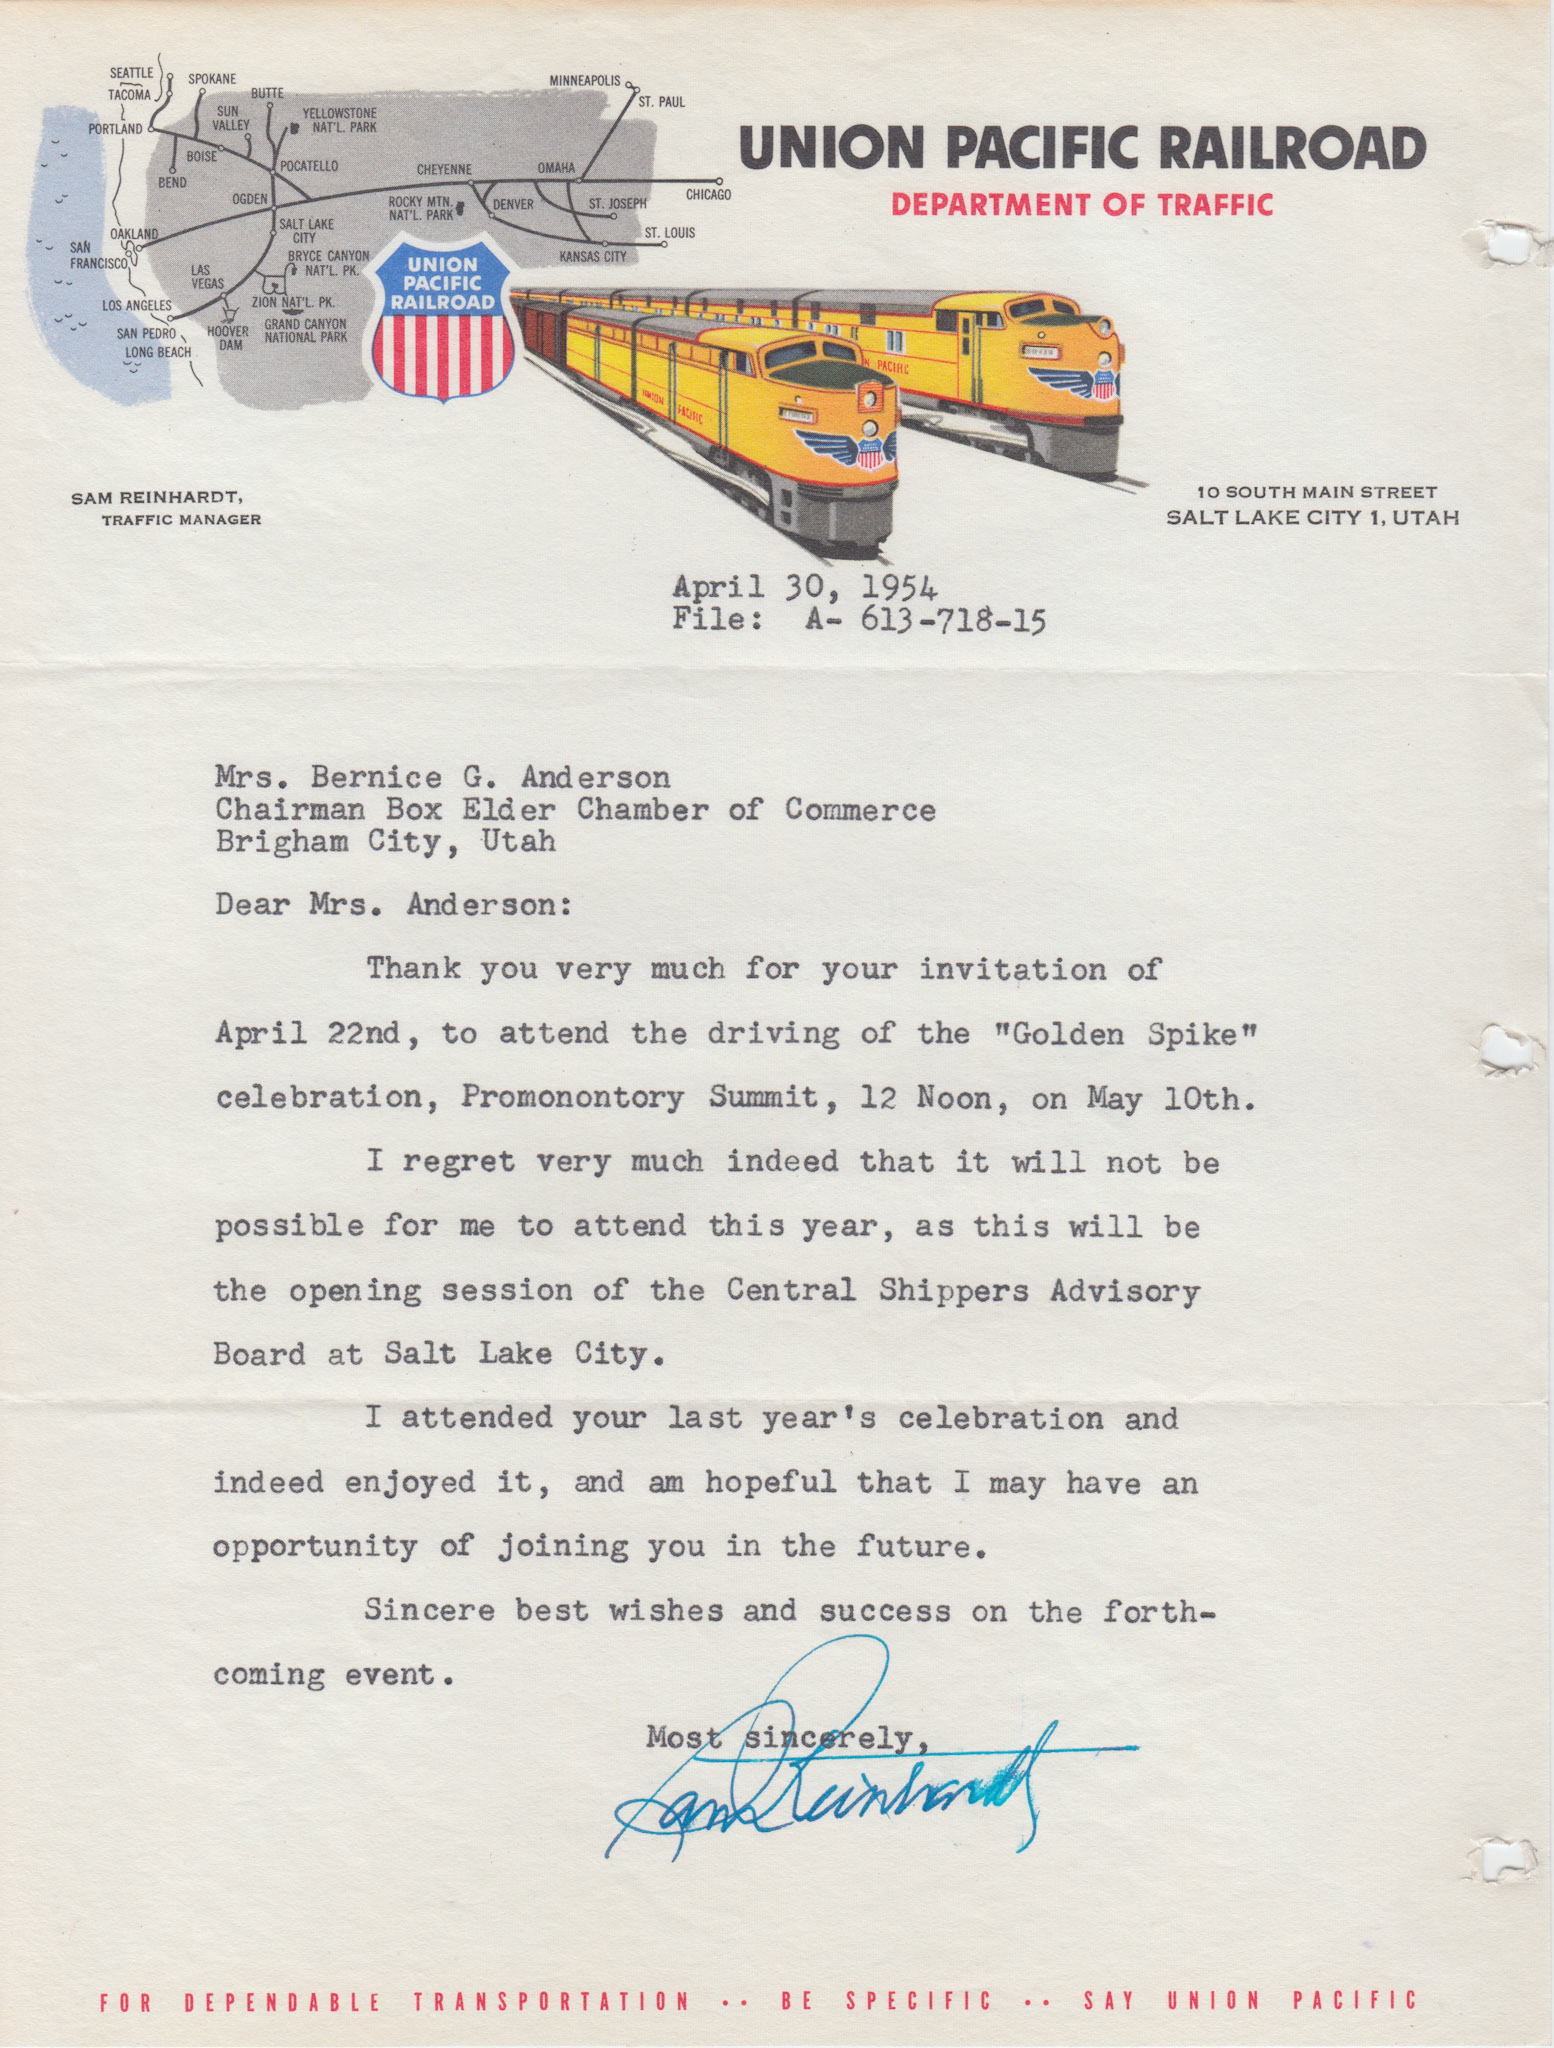 SEATTLE
TACOMA
SPOKANE
BUTTE
SUN
VALLEY
YELLOWSTONE
NAT'L. PARK
MINNEAPOLIS
ST. PAUL
PORTLAND
BOISE
POCATELLO
BEND
CHEYENNE
OMAHA
CHICAGO
OGDEN
ROCKY MTN.
NAT'L. PARK
DENVER
ST. JOSEPH
SALT LAKE
CITY
OAKLAND
SAN
FRANCISCO
ST. LOUIS
KANSAS CITY
BRYCE CANYON
NAT'L. PK.
LAS
VEGAS
ZION NAT'L. PK.
LOS ANGELES
GRAND CANYON
NATIONAL PARK
HOOVER
DAM
SAN PEDRO
LONG BEACH
UNION
PACIFIC
RAILROAD
UNION PACIFIC RAILROAD
DEPARTMENT OF TRAFFIC
UNION PACIFIC
N PACIFIC
SAM REINHARDT,
TRAFFIC MANAGER
10 SOUTH MAIN STREET
SALT LAKE CITY 1, UTAH
April 30, 1954
File: A- 613-718-15
Mrs. Bernice G. Anderson
Chairman Box Elder Chamber of Commerce
Brigham City, Utah
Dear Mrs. Anderson:
Thank you very much for your invitation of
April 22nd, to attend the driving of the "Golden Spike"
celebration, Promonontory Summit, 12 Noon, on May 10th.
I regret very much indeed that it will not be
possible for me to attend this year, as this will be
the opening session of the Central Shippers Advisory
Board at Salt Lake City.
I attended your last year's celebration and
indeed enjoyed it, and am hopeful that I may have an
opportunity of joining you in the future.
Sincere best wishes and success on the forth-
coming event.
Most sincerely,
Sam Reinhardt
FOR DEPENDABLE TRANSPORTATION •• BE SPECIFIC •• SAY UNION PACIFIC